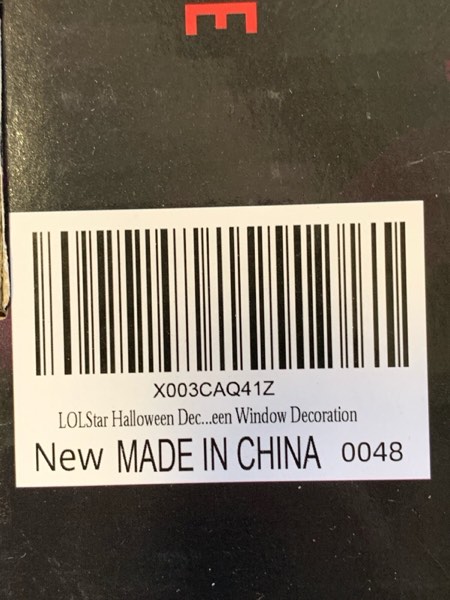 E
X003CAQ41Z
LOLStar Halloween Dec...een Window Decoration
New MADE IN CHINA 0048